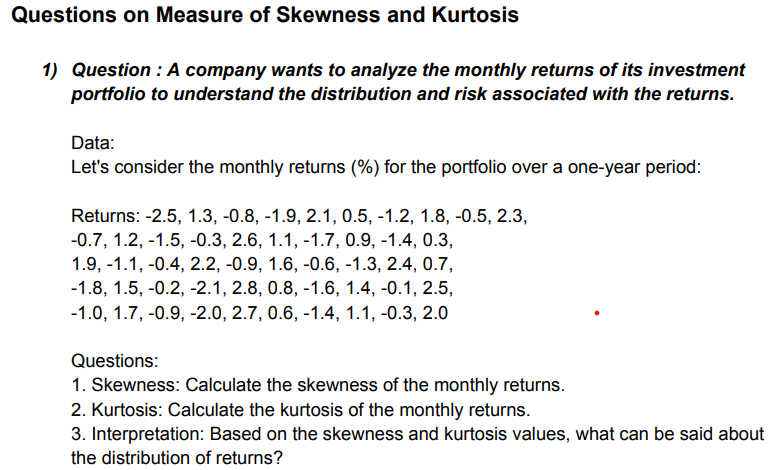 Questions on Measure of Skewness and Kurtosis
1) Question : A company wants to analyze the monthly returns of its investment
portfolio to understand the distribution and risk associated with the returns.
Data:
Let's consider the monthly returns (%) for the portfolio over a one-year period:
Returns: -2.5, 1.3, -0.8, -1.9, 2.1, 0.5, -1.2, 1.8, -0.5, 2.3,
-0.7, 1.2, -1.5, -0.3, 2.6, 1.1, -1.7, 0.9, -1.4, 0.3,
1.9, -1.1, -0.4, 2.2, -0.9, 1.6, -0.6, -1.3, 2.4, 0.7,
-1.8, 1.5, -0.2, -2.1, 2.8, 0.8, -1.6, 1.4, -0.1, 2.5,
-1.0, 1.7, -0.9, -2.0, 2.7, 0.6, -1.4, 1.1, -0.3, 2.0
Questions:
1. Skewness: Calculate the skewness of the monthly returns.
2. Kurtosis: Calculate the kurtosis of the monthly returns.
3. Interpretation: Based on the skewness and kurtosis values, what can be said about
the distribution of returns?